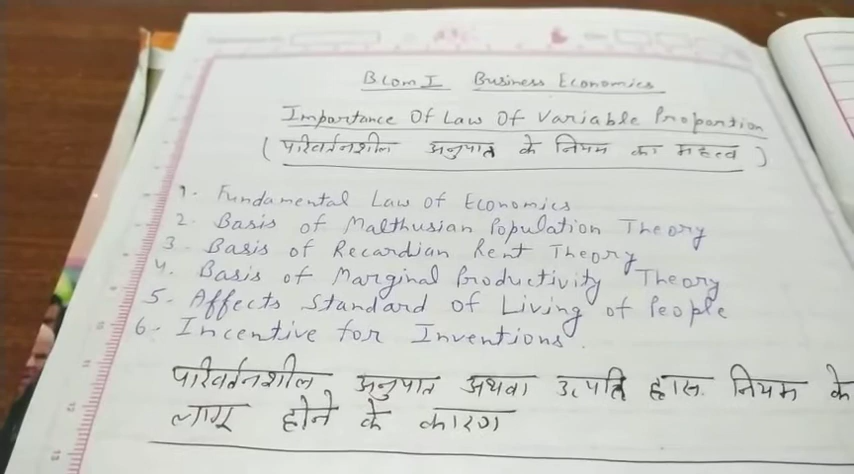 BCom I Business Economics
Importance Of Law Of Variable Proportion
(परिवर्तनशील अनुपात के नियम का महत्व)
1. Fundamental Law of Economics
2. Basis of Malthusian Population Theory
3. Basis of Recardian Rent Theory
4. Basis of Marginal Productivity Theory
5. Affects Standard of Living of People
6. Incentive for Inventions.
परिवर्तनशील अनुपात अथवा उत्पत्ति ह्रास नियम के
लागू होने के कारण